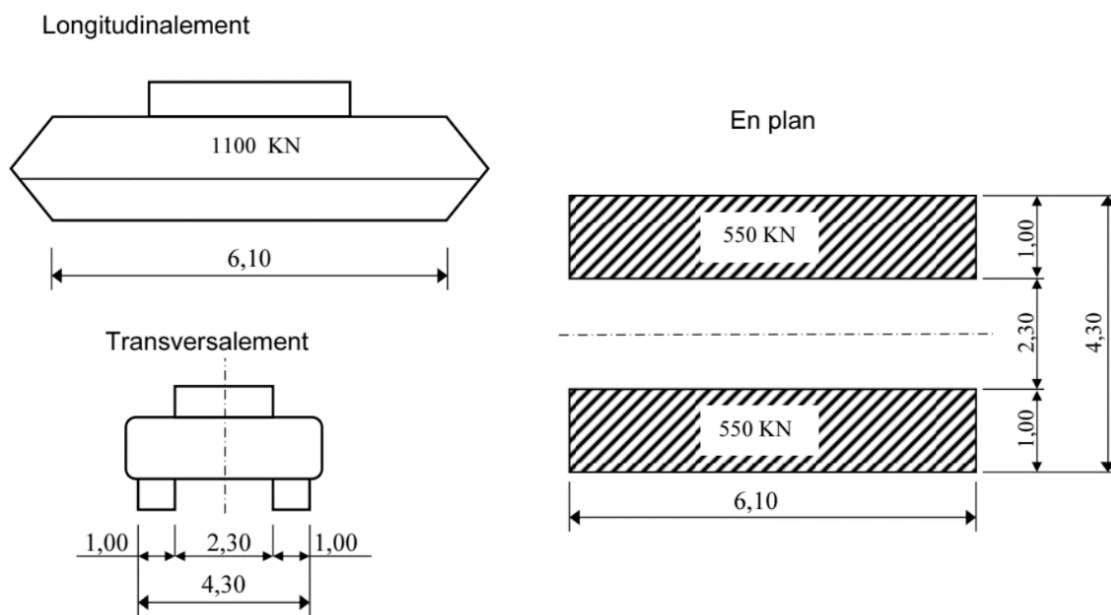 Longitudinalement
1100 KN
6,10
Transversalement
1,00
2,30
1,00
4,30
En plan
550 KN
1,00
2,30
4,30
550 KN
1,00
6,10